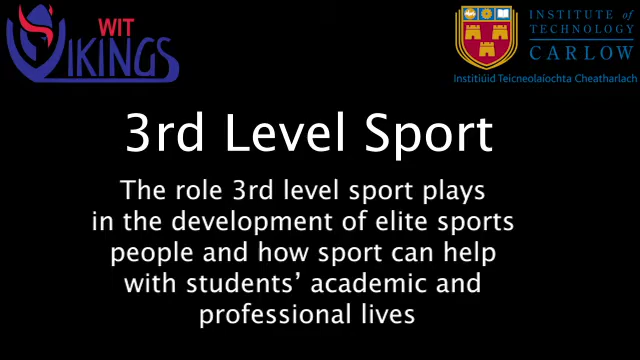 WIT
VIKINGS
INSTITUTE of
TECHNOLOGY
CARLOW
Institiúid Teicneolaíochta Cheatharlach
3rd Level Sport
The role 3rd level sport plays
in the development of elite sports
people and how sport can help
with students’ academic and
professional lives